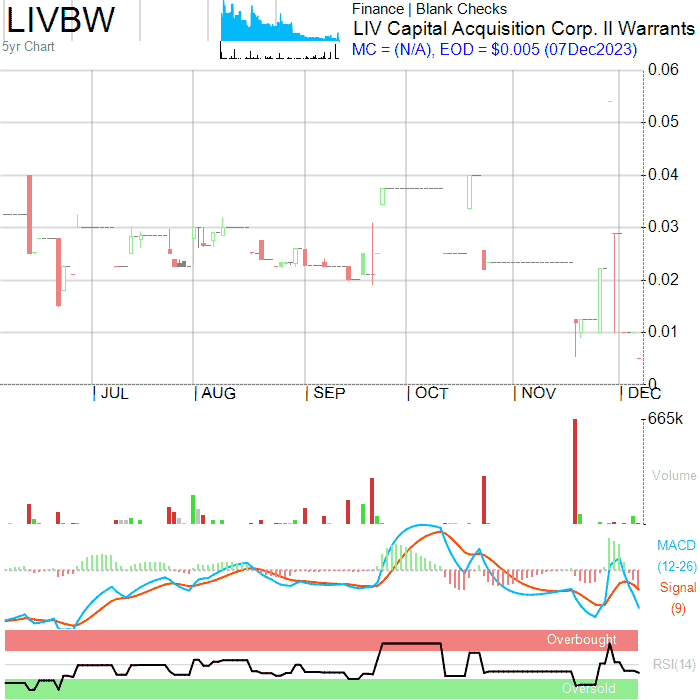 LIVBW
5yr Chart
Finance | Blank Checks
LIV Capital Acquisition Corp. II Warrants
MC = (N/A), EOD = $0.005 (07Dec2023)
0.06
0.05
0.04
0.03
0.02
0.01
0
| JUL | AUG | SEP | OCT | NOV | DEC
665k
Volume
MACD
(12-26)
Signal
(9)
Overbought
RSI(14)
Oversold